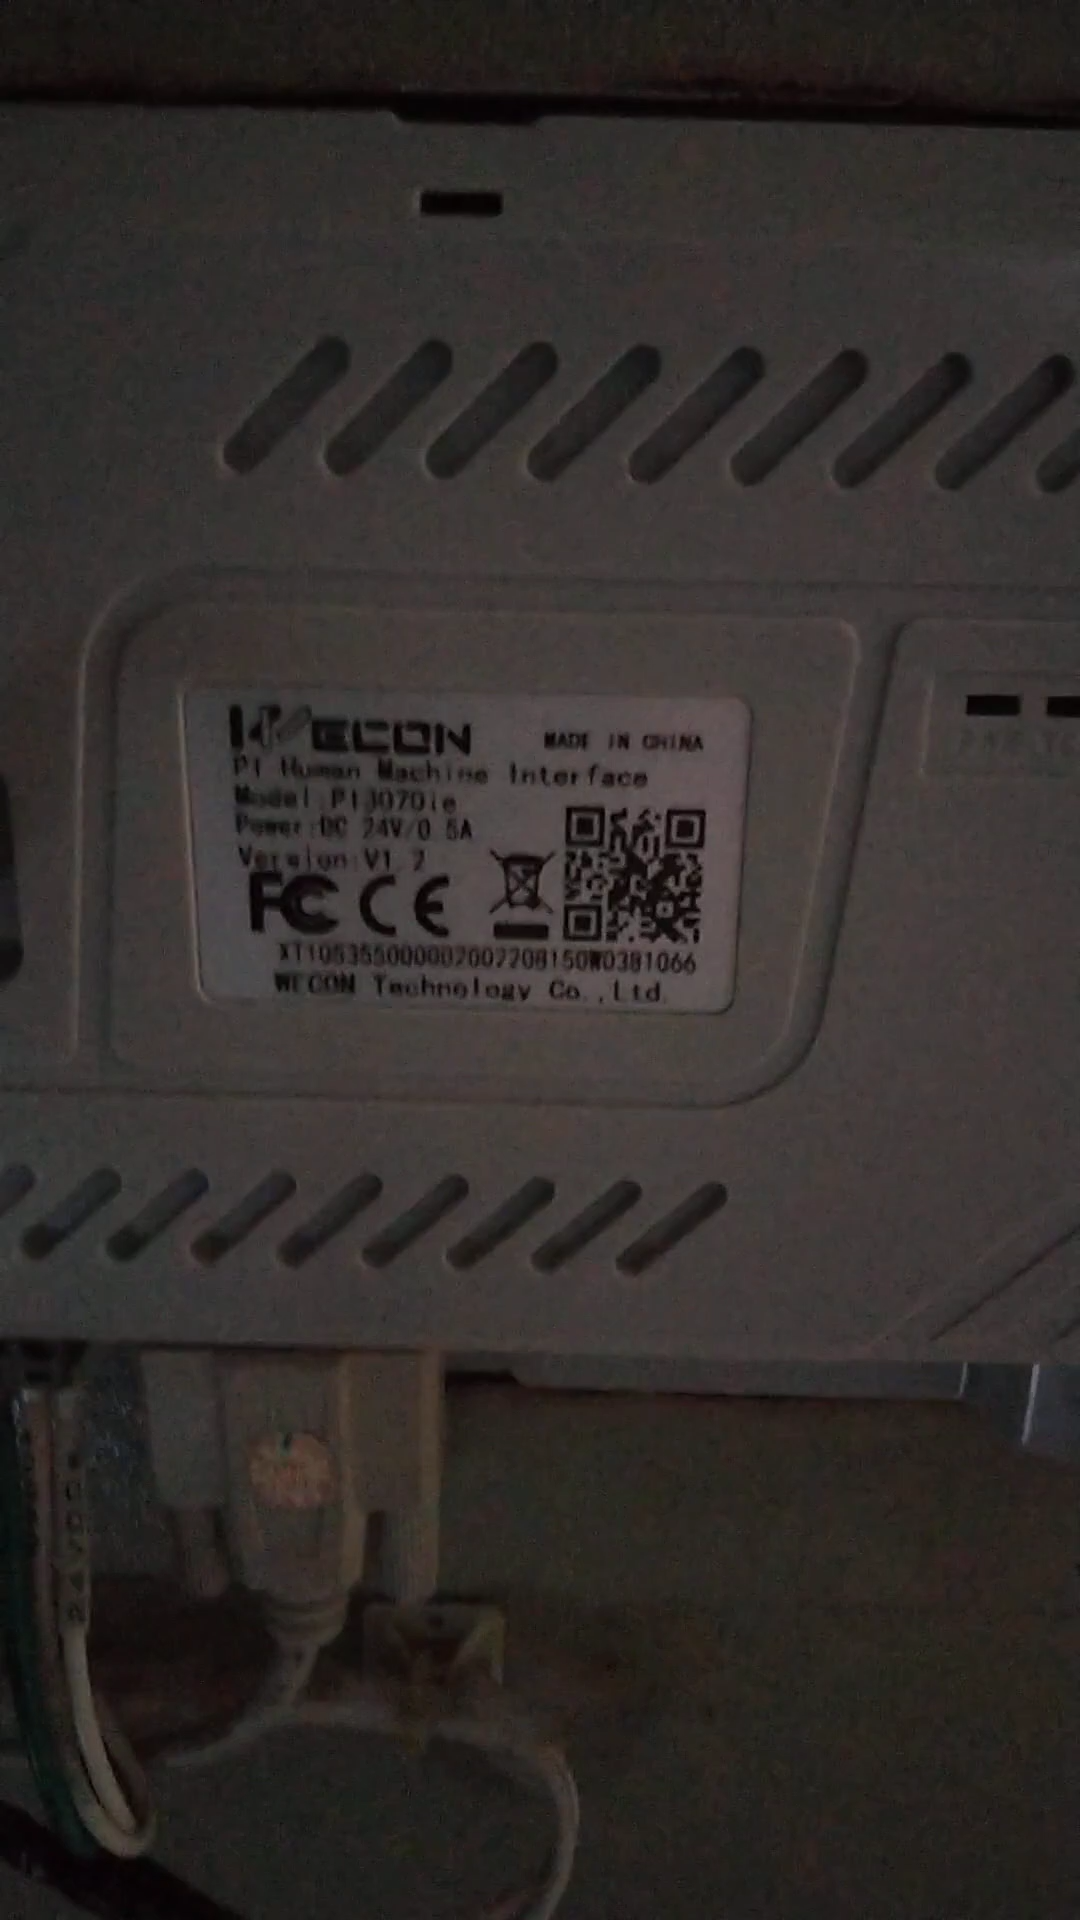 WECON
MADE IN CHINA
PI Human Machine Interface
Model:PI3070ie
Power:DC 24V/0.5A
Version:V1.2
FC CE
WECON Technology Co.,Ltd.
24VDC